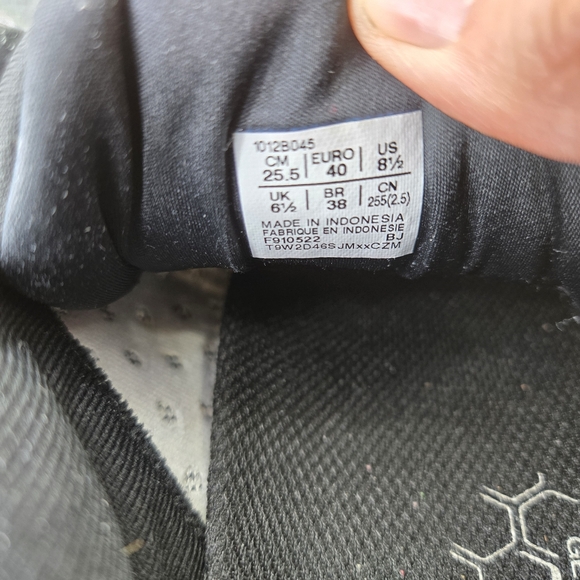 1012B045
CM 25.5 | EURO 40 | US 8½
UK 6½ | BR 38 | CN 255(2.5)
MADE IN INDONESIA
FABRIQUE EN INDONESIE
F910522 BJ
T9W2D46SJMxxCZM